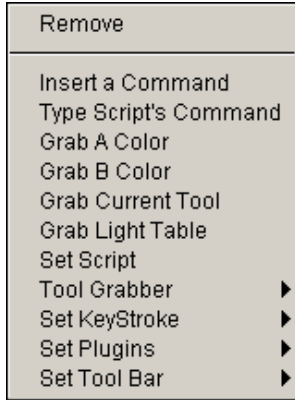 Remove
Insert a Command
Type Script's Command
Grab A Color
Grab B Color
Grab Current Tool
Grab Light Table
Set Script
Tool Grabber
Set KeyStroke
Set Plugins
Set Tool Bar